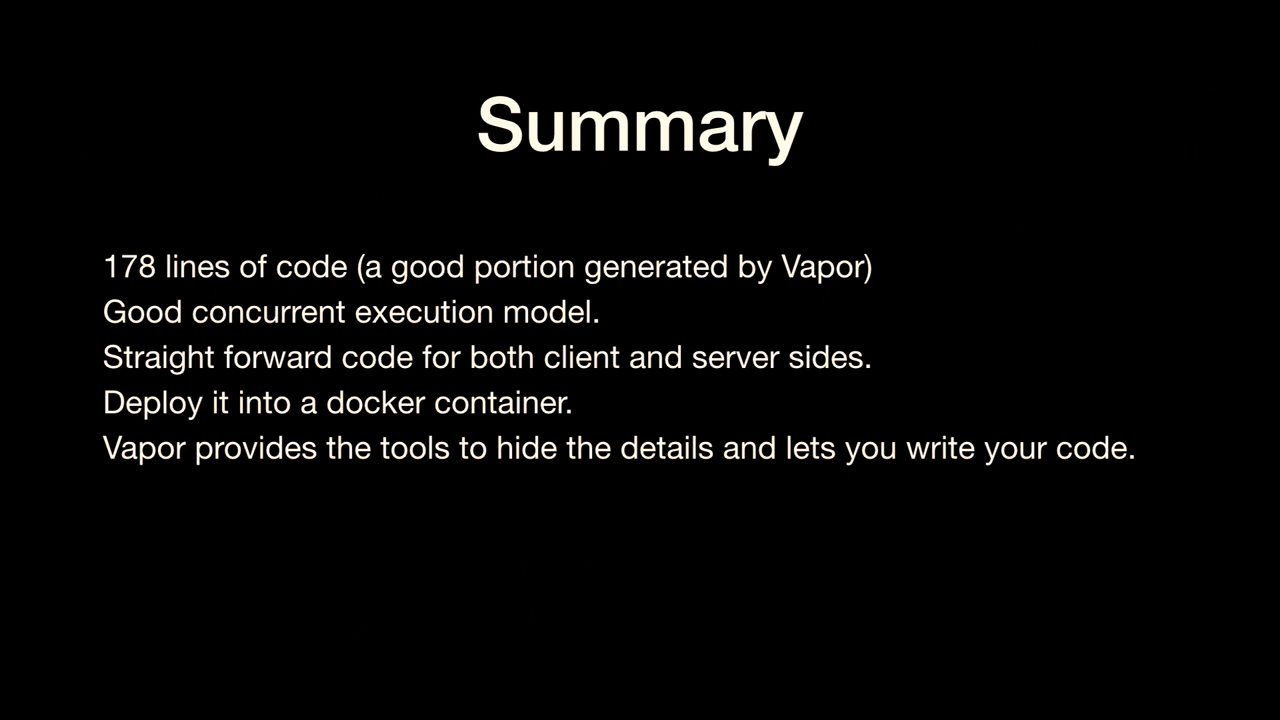 Summary
178 lines of code (a good portion generated by Vapor)
Good concurrent execution model.
Straight forward code for both client and server sides.
Deploy it into a docker container.
Vapor provides the tools to hide the details and lets you write your code.